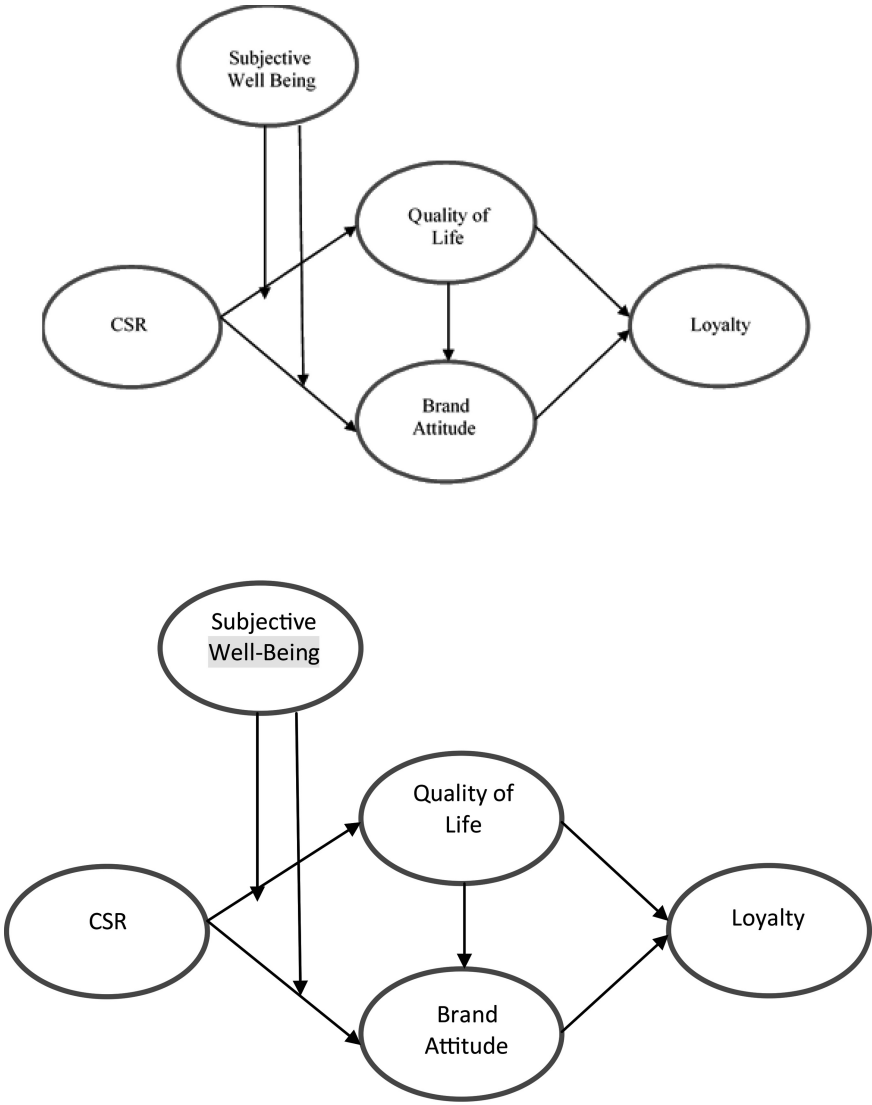 Subjective
Well Being
Quality of
Life
CSR
Loyalty
Brand
Attitude
Subjective
Well-Being
Quality of
Life
CSR
Loyalty
Brand
Attitude